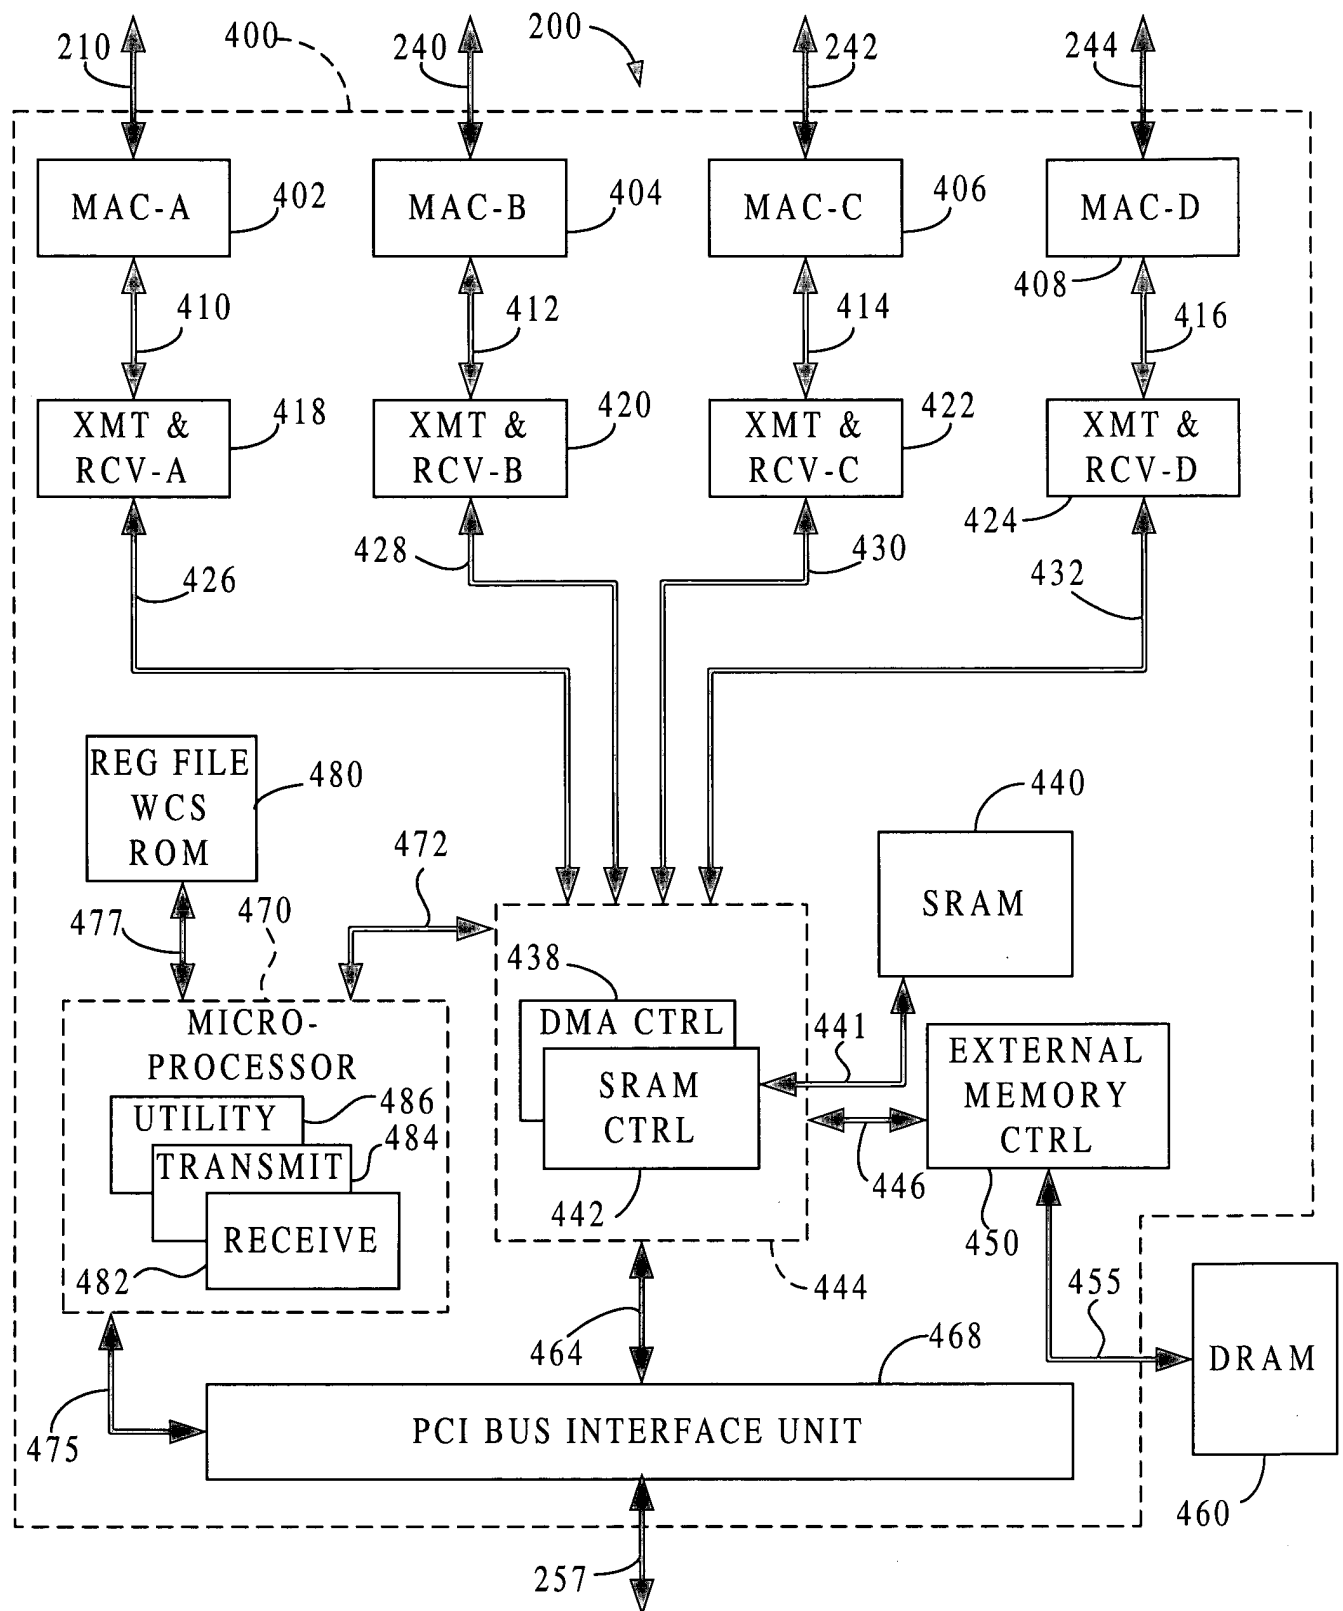 210
400
240
200
242
244
MAC-A
402
MAC-B
404
MAC-C
406
MAC-D
408
410
412
414
416
XMT &
RCV-A
418
XMT &
RCV-B
420
XMT &
RCV-C
422
XMT &
RCV-D
424
426
428
430
432
REG FILE
WCS
ROM
480
472
440
SRAM
477
470
438
DMA CTRL
SRAM
CTRL
442
441
EXTERNAL
MEMORY
CTRL
446
450
MICRO-
PROCESSOR
UTILITY
486
TRANSMIT
484
RECEIVE
482
444
455
DRAM
460
464
468
475
PCI BUS INTERFACE UNIT
257